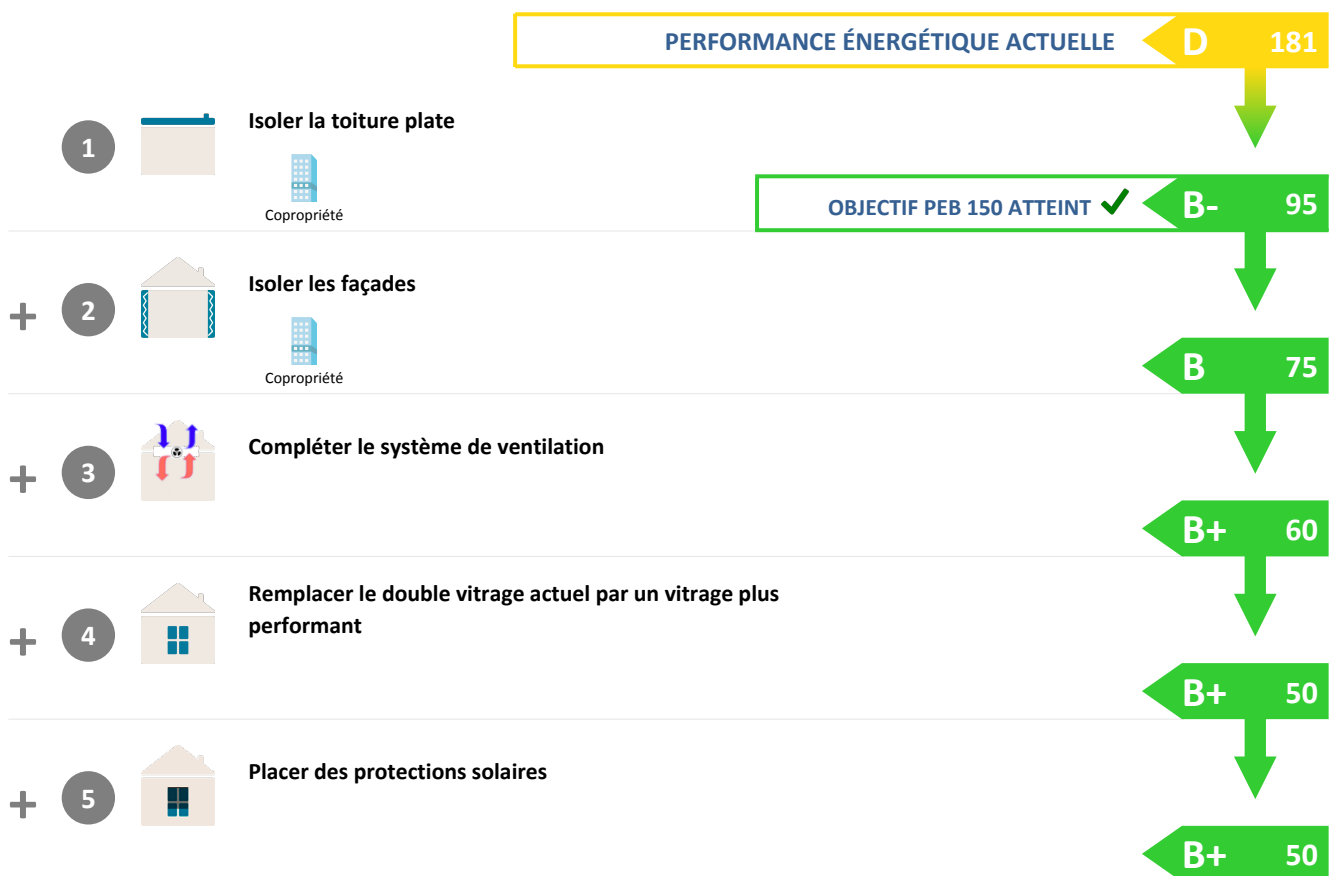 PERFORMANCE ÉNERGÉTIQUE ACTUELLE D 181
1 Isoler la toiture plate
Copropriété
OBJECTIF PEB 150 ATTEINT ✓ B- 95
+ 2 Isoler les façades
Copropriété
B 75
+ 3 Compléter le système de ventilation
B+ 60
+ 4 Remplacer le double vitrage actuel par un vitrage plus
performant
B+ 50
+ 5 Placer des protections solaires
B+ 50